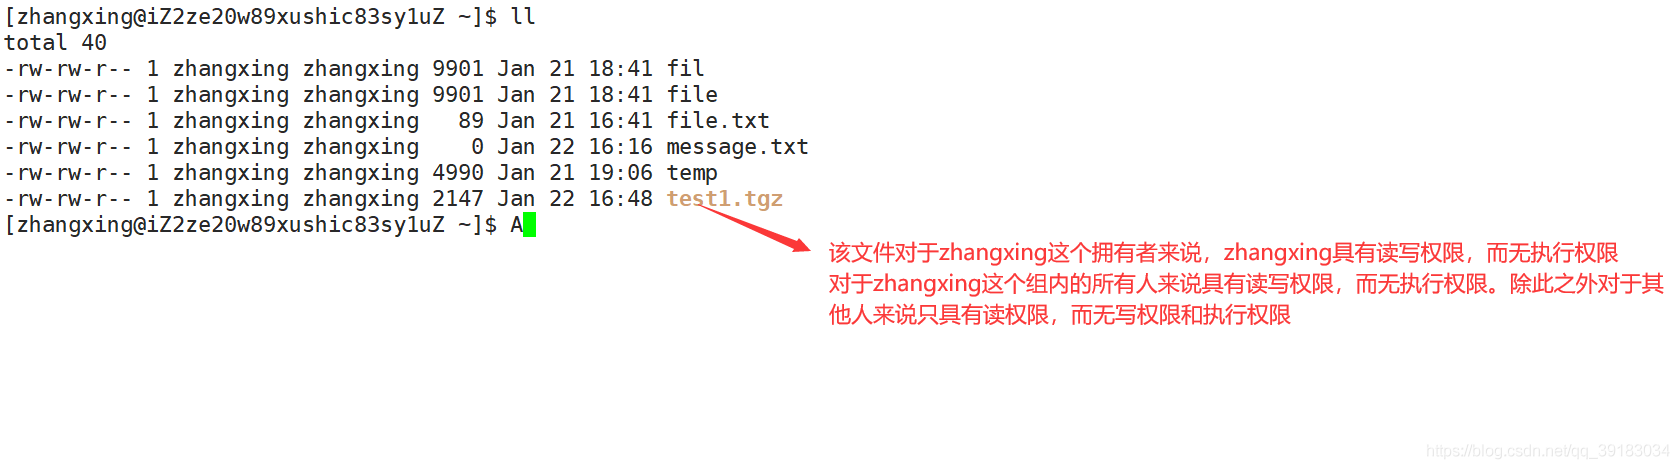 [zhangxing@iZ2ze20w89xushic83sy1uZ ~]$ ll
total 40
-rw-rw-r-- 1 zhangxing zhangxing 9901 Jan 21 18:41 fil
-rw-rw-r-- 1 zhangxing zhangxing 9901 Jan 21 18:41 file
-rw-rw-r-- 1 zhangxing zhangxing   89 Jan 21 16:41 file.txt
-rw-rw-r-- 1 zhangxing zhangxing    0 Jan 22 16:16 message.txt
-rw-rw-r-- 1 zhangxing zhangxing 4990 Jan 21 19:06 temp
-rw-rw-r-- 1 zhangxing zhangxing 2147 Jan 22 16:48 test1.tgz
[zhangxing@iZ2ze20w89xushic83sy1uZ ~]$ A
该文件对于zhangxing这个拥有者来说，zhangxing具有读写权限，而无执行权限
对于zhangxing这个组内的所有人来说具有读写权限，而无执行权限。除此之外对于其
他人来说只具有读权限，而无写权限和执行权限
https://blog.csdn.net/qq_39183034